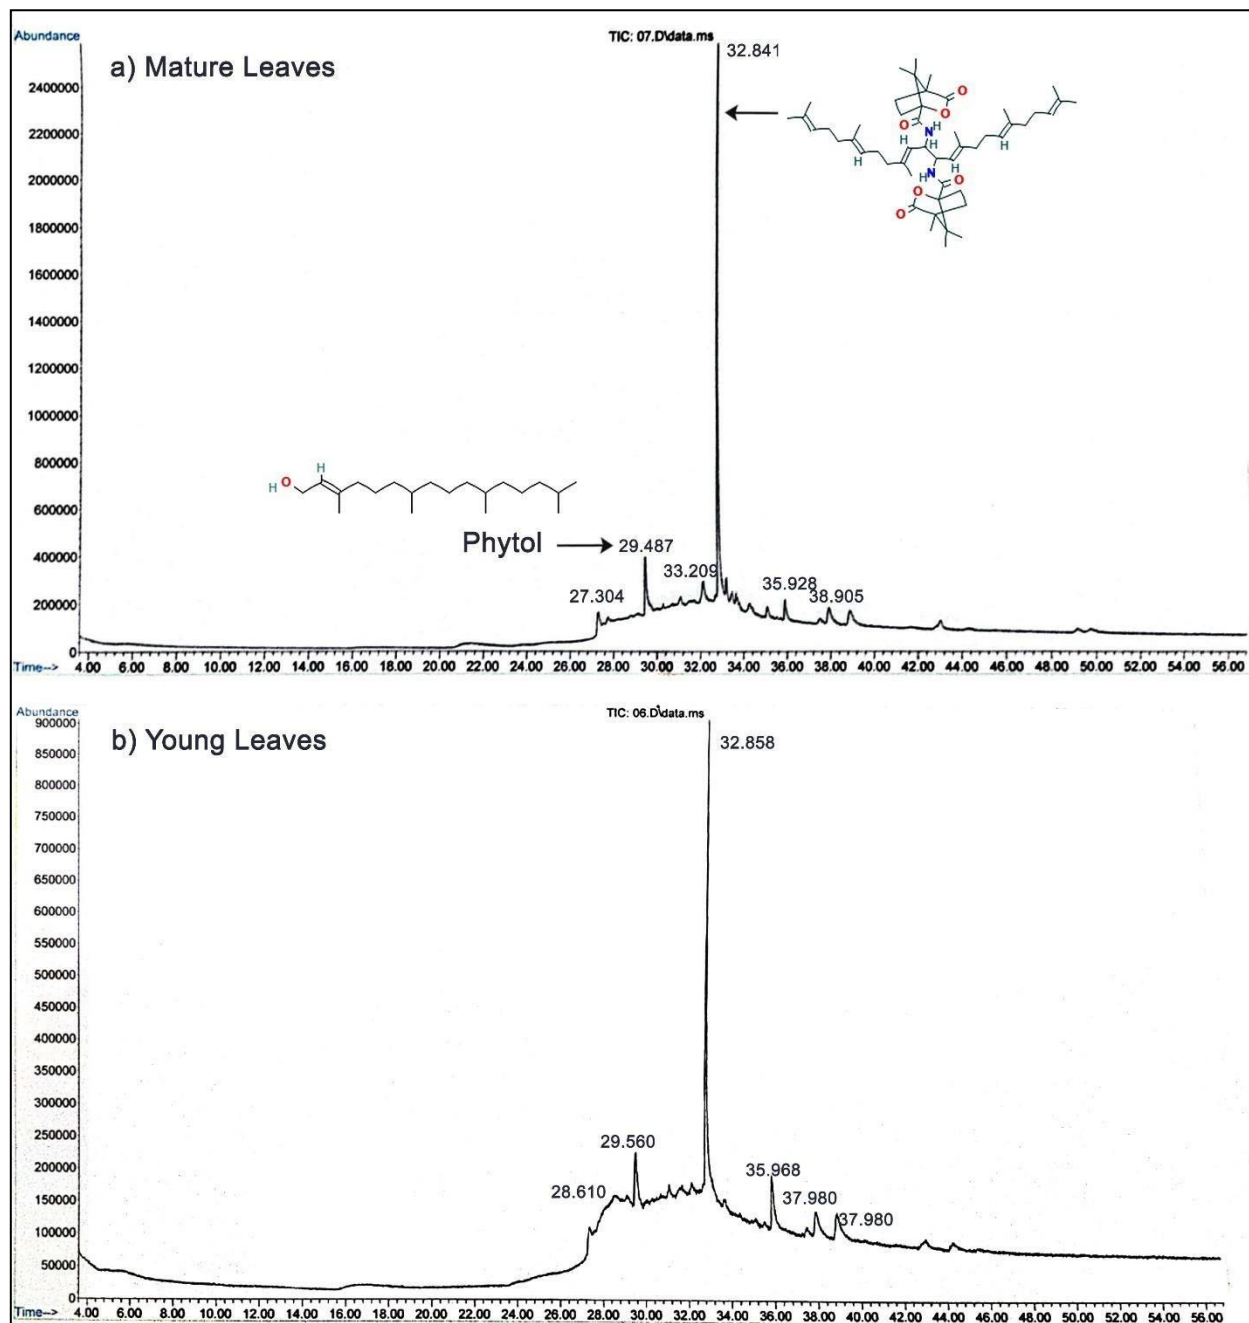 Abundance
TIC: 07.D\data.ms
a) Mature Leaves
32.841
2400000
2200000
2000000
1800000
1600000
1400000
1200000
1000000
800000
600000
400000
200000
0
O
O
O
N
H
H
H
H
H
H
N
O
O
O
H O
H
Phytol
29.487
33.209
27.304
35.928
38.905
Time-->
4.00 6.00 8.00 10.00 12.00 14.00 16.00 18.00 20.00 22.00 24.00 26.00 28.00 30.00 32.00 34.00 36.00 38.00 40.00 42.00 44.00 46.00 48.00 50.00 52.00 54.00 56.00
Abundance
TIC: 06.D\data.ms
b) Young Leaves
32.858
900000
850000
800000
750000
700000
650000
600000
550000
500000
450000
400000
350000
300000
250000
200000
150000
100000
50000
0
29.560
28.610
35.968
37.980
37.980
Time-->
4.00 6.00 8.00 10.00 12.00 14.00 16.00 18.00 20.00 22.00 24.00 26.00 28.00 30.00 32.00 34.00 36.00 38.00 40.00 42.00 44.00 46.00 48.00 50.00 52.00 54.00 56.00